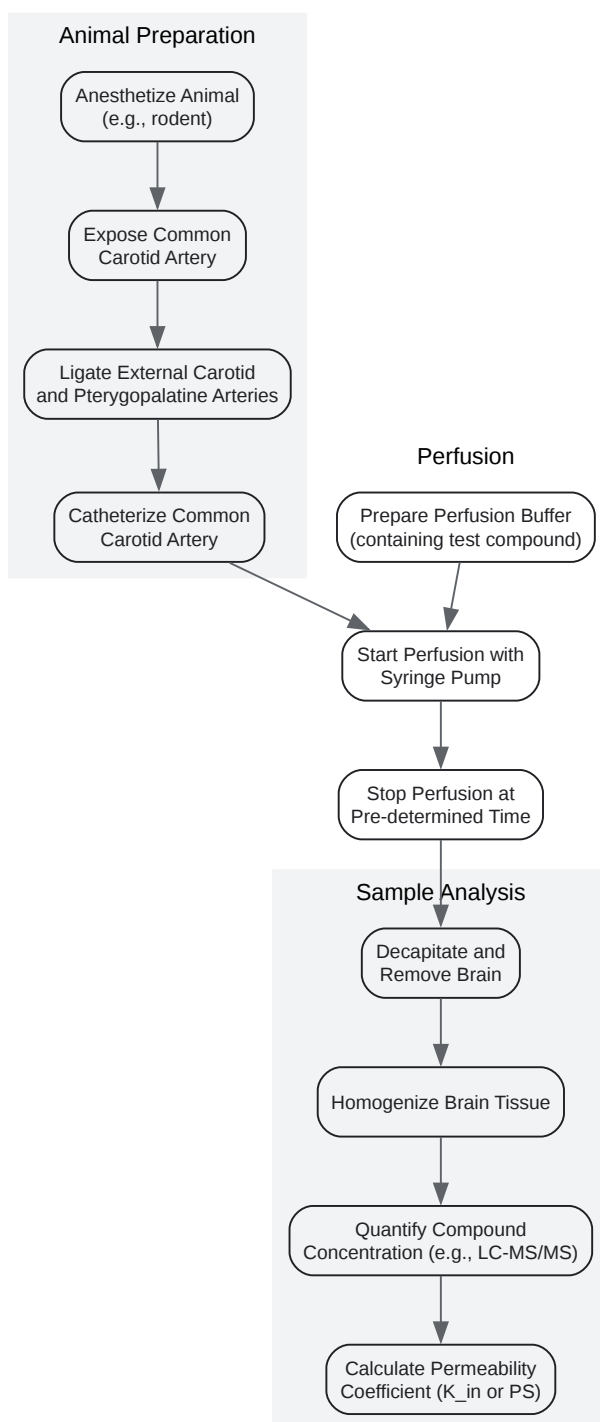 Animal Preparation
Anesthetize Animal
(e.g., rodent)
Expose Common
Carotid Artery
Ligate External Carotid
and Pterygopalatine Arteries
Catheterize Common
Carotid Artery
Perfusion
Prepare Perfusion Buffer
(containing test compound)
Start Perfusion with
Syringe Pump
Stop Perfusion at
Pre-determined Time
Sample Analysis
Decapitate and
Remove Brain
Homogenize Brain Tissue
Quantify Compound
Concentration (e.g., LC-MS/MS)
Calculate Permeability
Coefficient (K_in or PS)